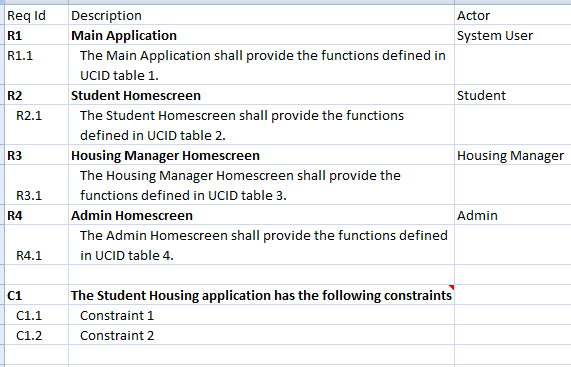 Req Id Description Actor
R1 Main Application System User
R1.1 The Main Application shall provide the functions defined in
UCID table 1.
R2 Student Homescreen Student
R2.1 The Student Homescreen shall provide the functions
defined in UCID table 2.
R3 Housing Manager Homescreen Housing Manager
The Housing Manager Homescreen shall provide the
R3.1 functions defined in UCID table 3.
R4 Admin Homescreen Admin
The Admin Homescreen shall provide the functions defined
R4.1 in UCID table 4.
C1 The Student Housing application has the following constraints
C1.1 Constraint 1
C1.2 Constraint 2